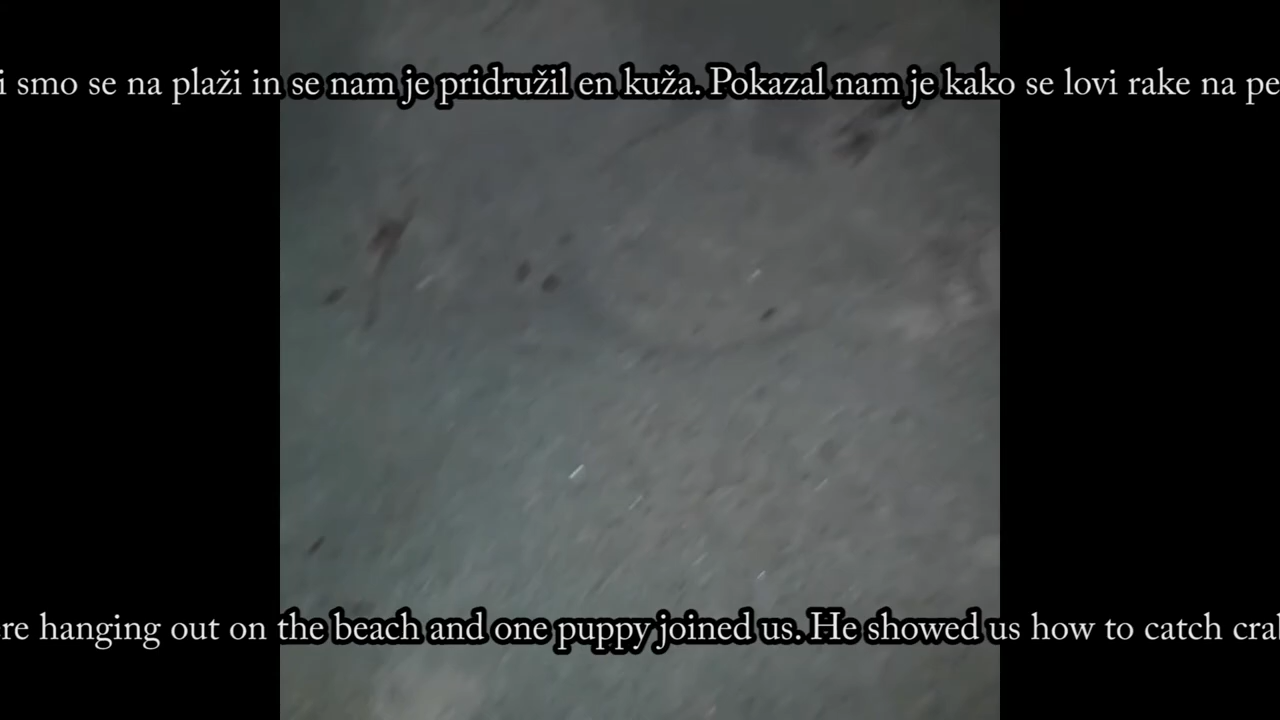 smo se na plaži in se nam je pridružil en kuža. Pokazal nam je kako se lovi rake na
hanging out on the beach and one puppy joined us. He showed us how to catch